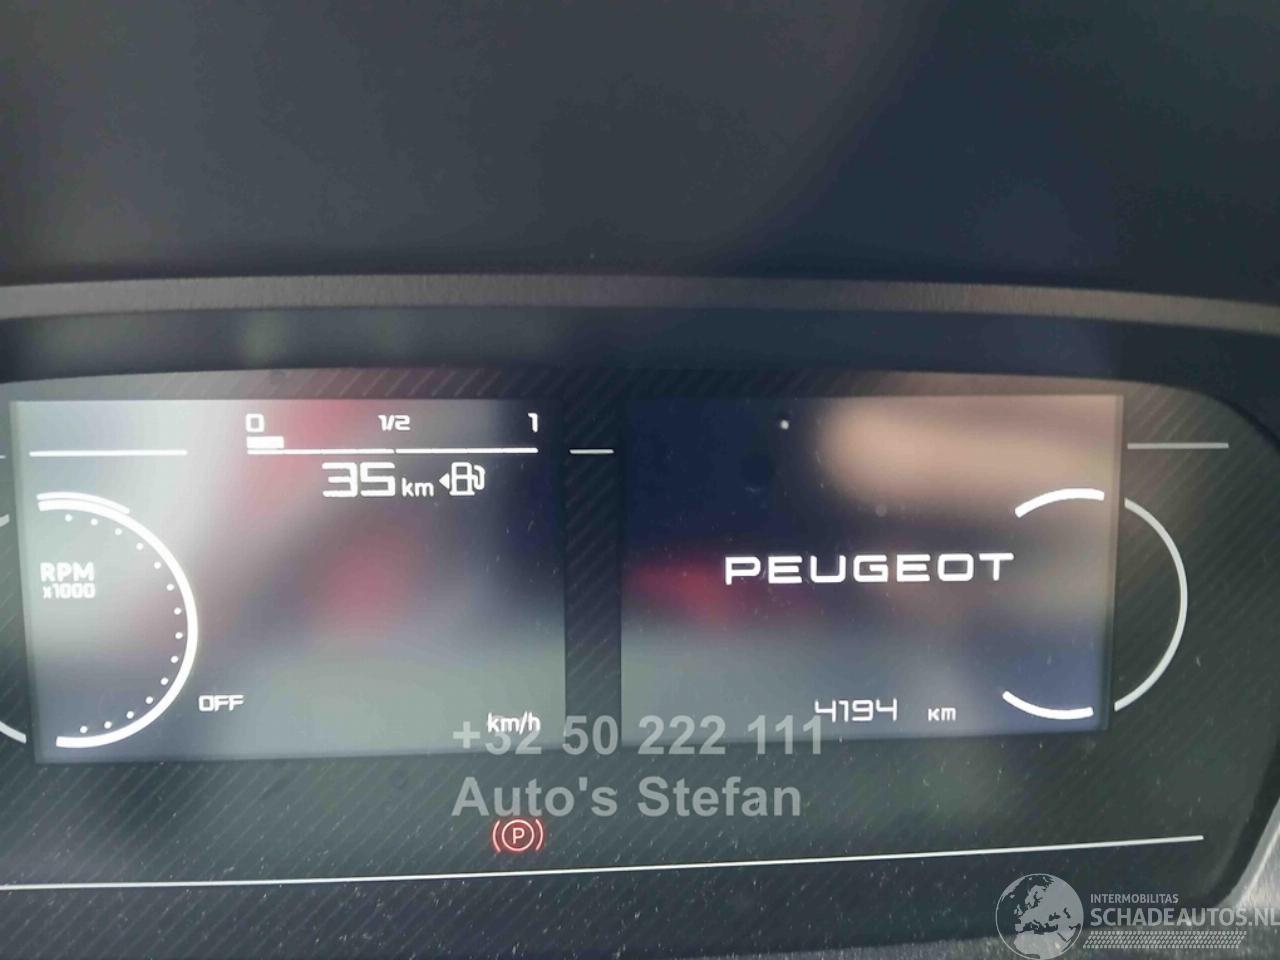 0 1/2 1
35 km
RPM
x1000
PEUGEOT
OFF
km/h
4194 KM
+32 50 222 111
Auto's Stefan
P
INTERMOBILITAS
SCHADEAUTOS.NL